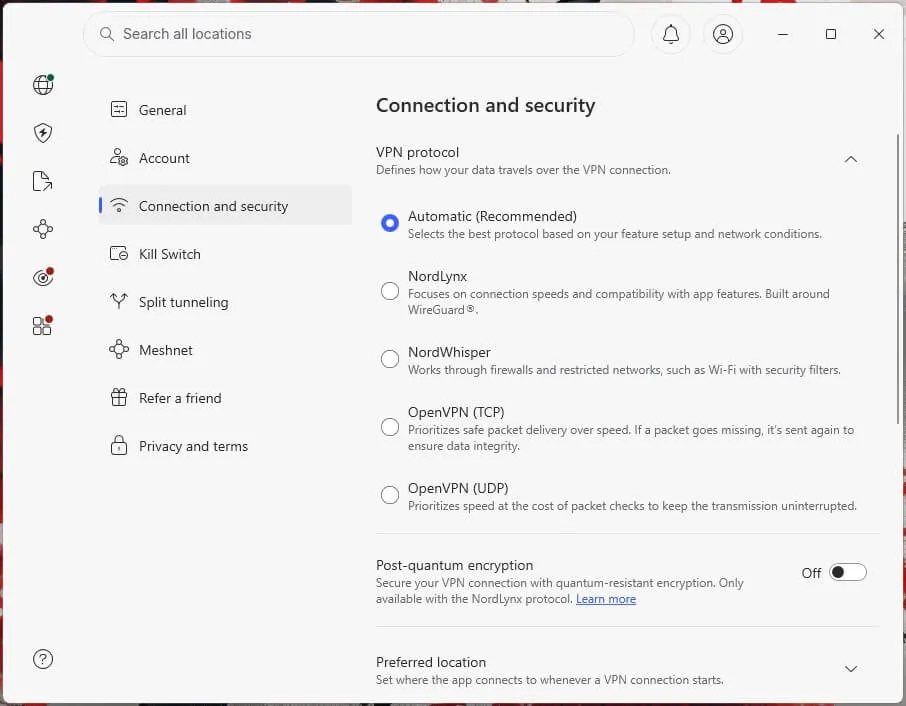 Search all locations
General
Account
Connection and security
Kill Switch
Split tunneling
Meshnet
Refer a friend
Privacy and terms
Connection and security
VPN protocol
Defines how your data travels over the VPN connection.
Automatic (Recommended)
Selects the best protocol based on your feature setup and network conditions.
NordLynx
Focuses on connection speeds and compatibility with app features. Built around
WireGuard®.
NordWhisper
Works through firewalls and restricted networks, such as Wi-Fi with security filters.
OpenVPN (TCP)
Prioritizes safe packet delivery over speed. If a packet goes missing, it's sent again to
ensure data integrity.
OpenVPN (UDP)
Prioritizes speed at the cost of packet checks to keep the transmission uninterrupted.
Post-quantum encryption
Secure your VPN connection with quantum-resistant encryption. Only
available with the NordLynx protocol. Learn more
Off
Preferred location
Set where the app connects to whenever a VPN connection starts.